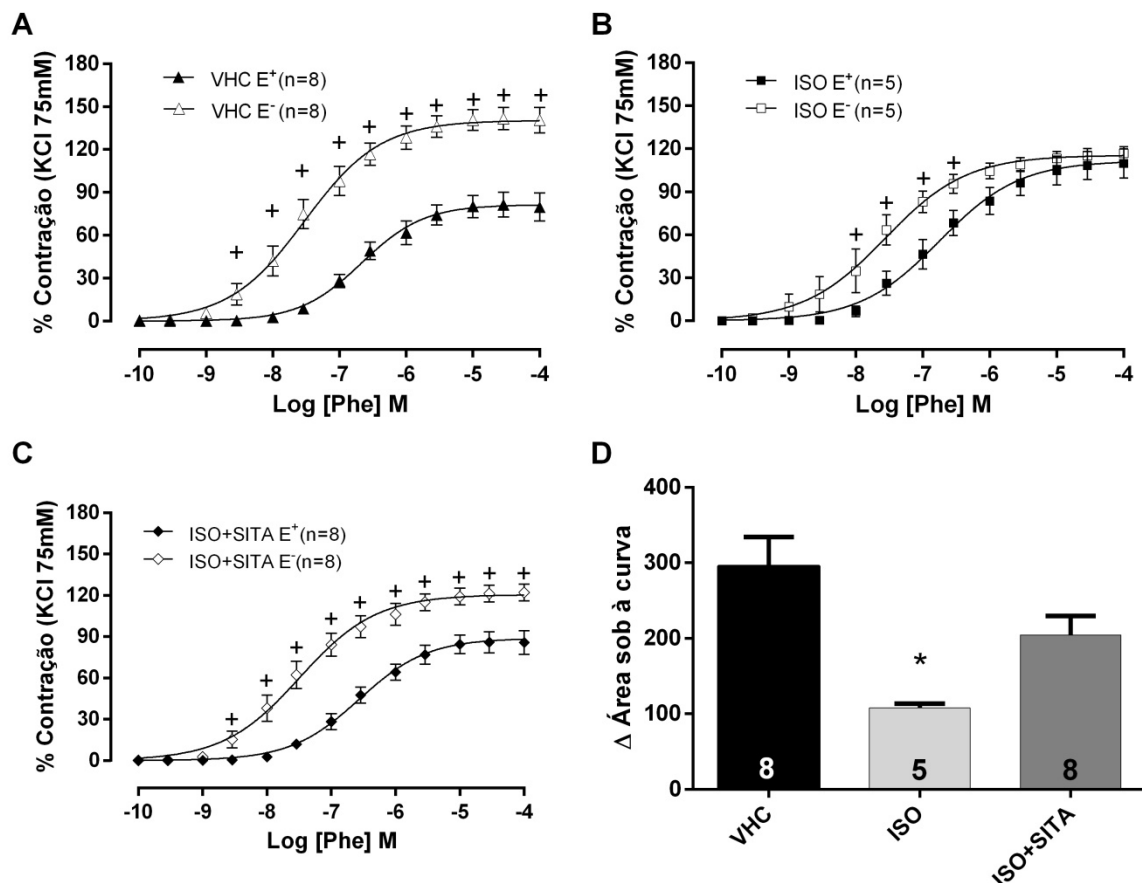 A
% Contração (KCl 75mM)
180
150
120
90
60
30
0
VHC E⁺(n=8)
VHC E⁻(n=8)
+ + + + + + + + + +
-10 -9 -8 -7 -6 -5 -4
Log [Phe] M
B
% Contração (KCl 75mM)
180
150
120
90
60
30
0
ISO E⁺(n=5)
ISO E⁻(n=5)
+ + + +
-10 -9 -8 -7 -6 -5 -4
Log [Phe] M
C
% Contração (KCl 75mM)
180
150
120
90
60
30
0
ISO+SITA E⁺(n=8)
ISO+SITA E⁻(n=8)
+ + + + + + + + + +
-10 -9 -8 -7 -6 -5 -4
Log [Phe] M
D
Δ Área sob à curva
400
300
200
100
0
*
8 5 8
VHC
ISO
ISO+SITA